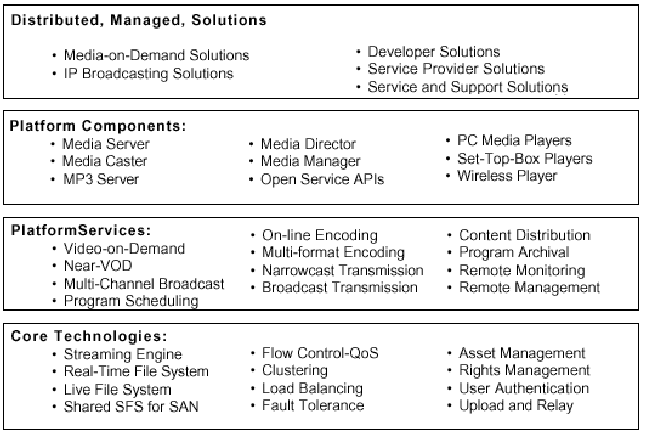 Distributed, Managed, Solutions
• Media-on-Demand Solutions
• IP Broadcasting Solutions
• Developer Solutions
• Service Provider Solutions
• Service and Support Solutions
Platform Components:
• Media Server
• Media Caster
• MP3 Server
• Media Director
• Media Manager
• Open Service APIs
• PC Media Players
• Set-Top-Box Players
• Wireless Player
PlatformServices:
• Video-on-Demand
• Near-VOD
• Multi-Channel Broadcast
• Program Scheduling
• On-line Encoding
• Multi-format Encoding
• Narrowcast Transmission
• Broadcast Transmission
• Content Distribution
• Program Archival
• Remote Monitoring
• Remote Management
Core Technologies:
• Streaming Engine
• Real-Time File System
• Live File System
• Shared SFS for SAN
• Flow Control-QoS
• Clustering
• Load Balancing
• Fault Tolerance
• Asset Management
• Rights Management
• User Authentication
• Upload and Relay